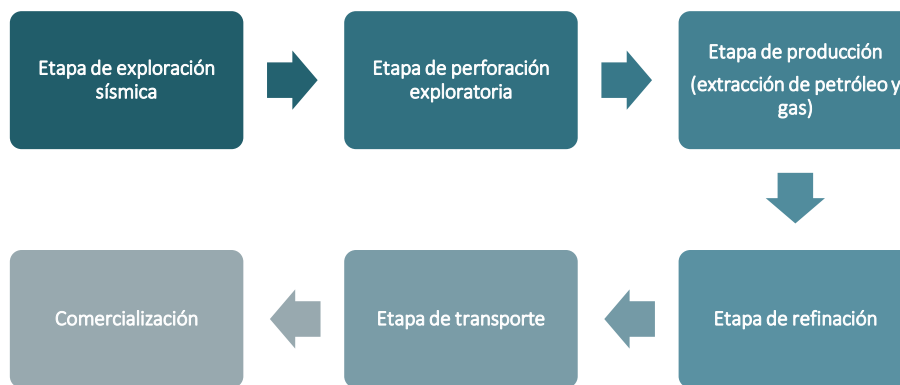 Etapa de exploración
sísmica
Etapa de perforación
exploratoria
Etapa de producción
(extracción de petróleo y
gas)
Etapa de refinación
Etapa de transporte
Comercialización